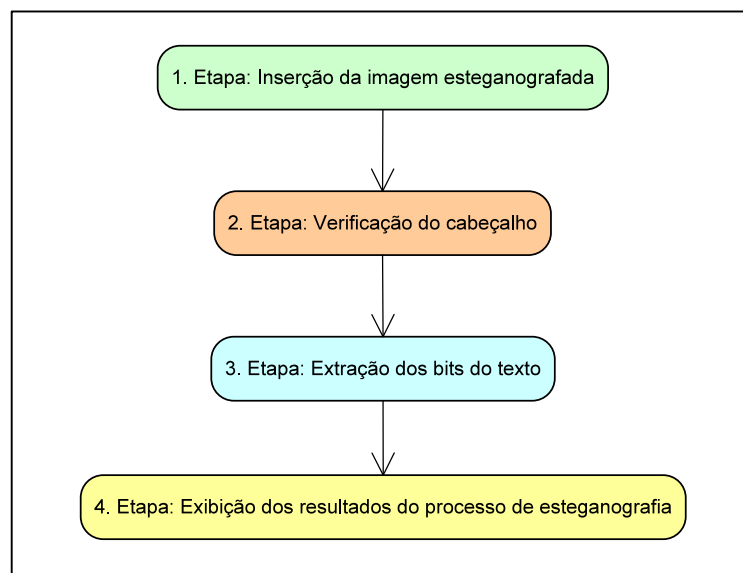 1. Etapa: Inserção da imagem esteganografada
2. Etapa: Verificação do cabeçalho
3. Etapa: Extração dos bits do texto
4. Etapa: Exibição dos resultados do processo de esteganografia